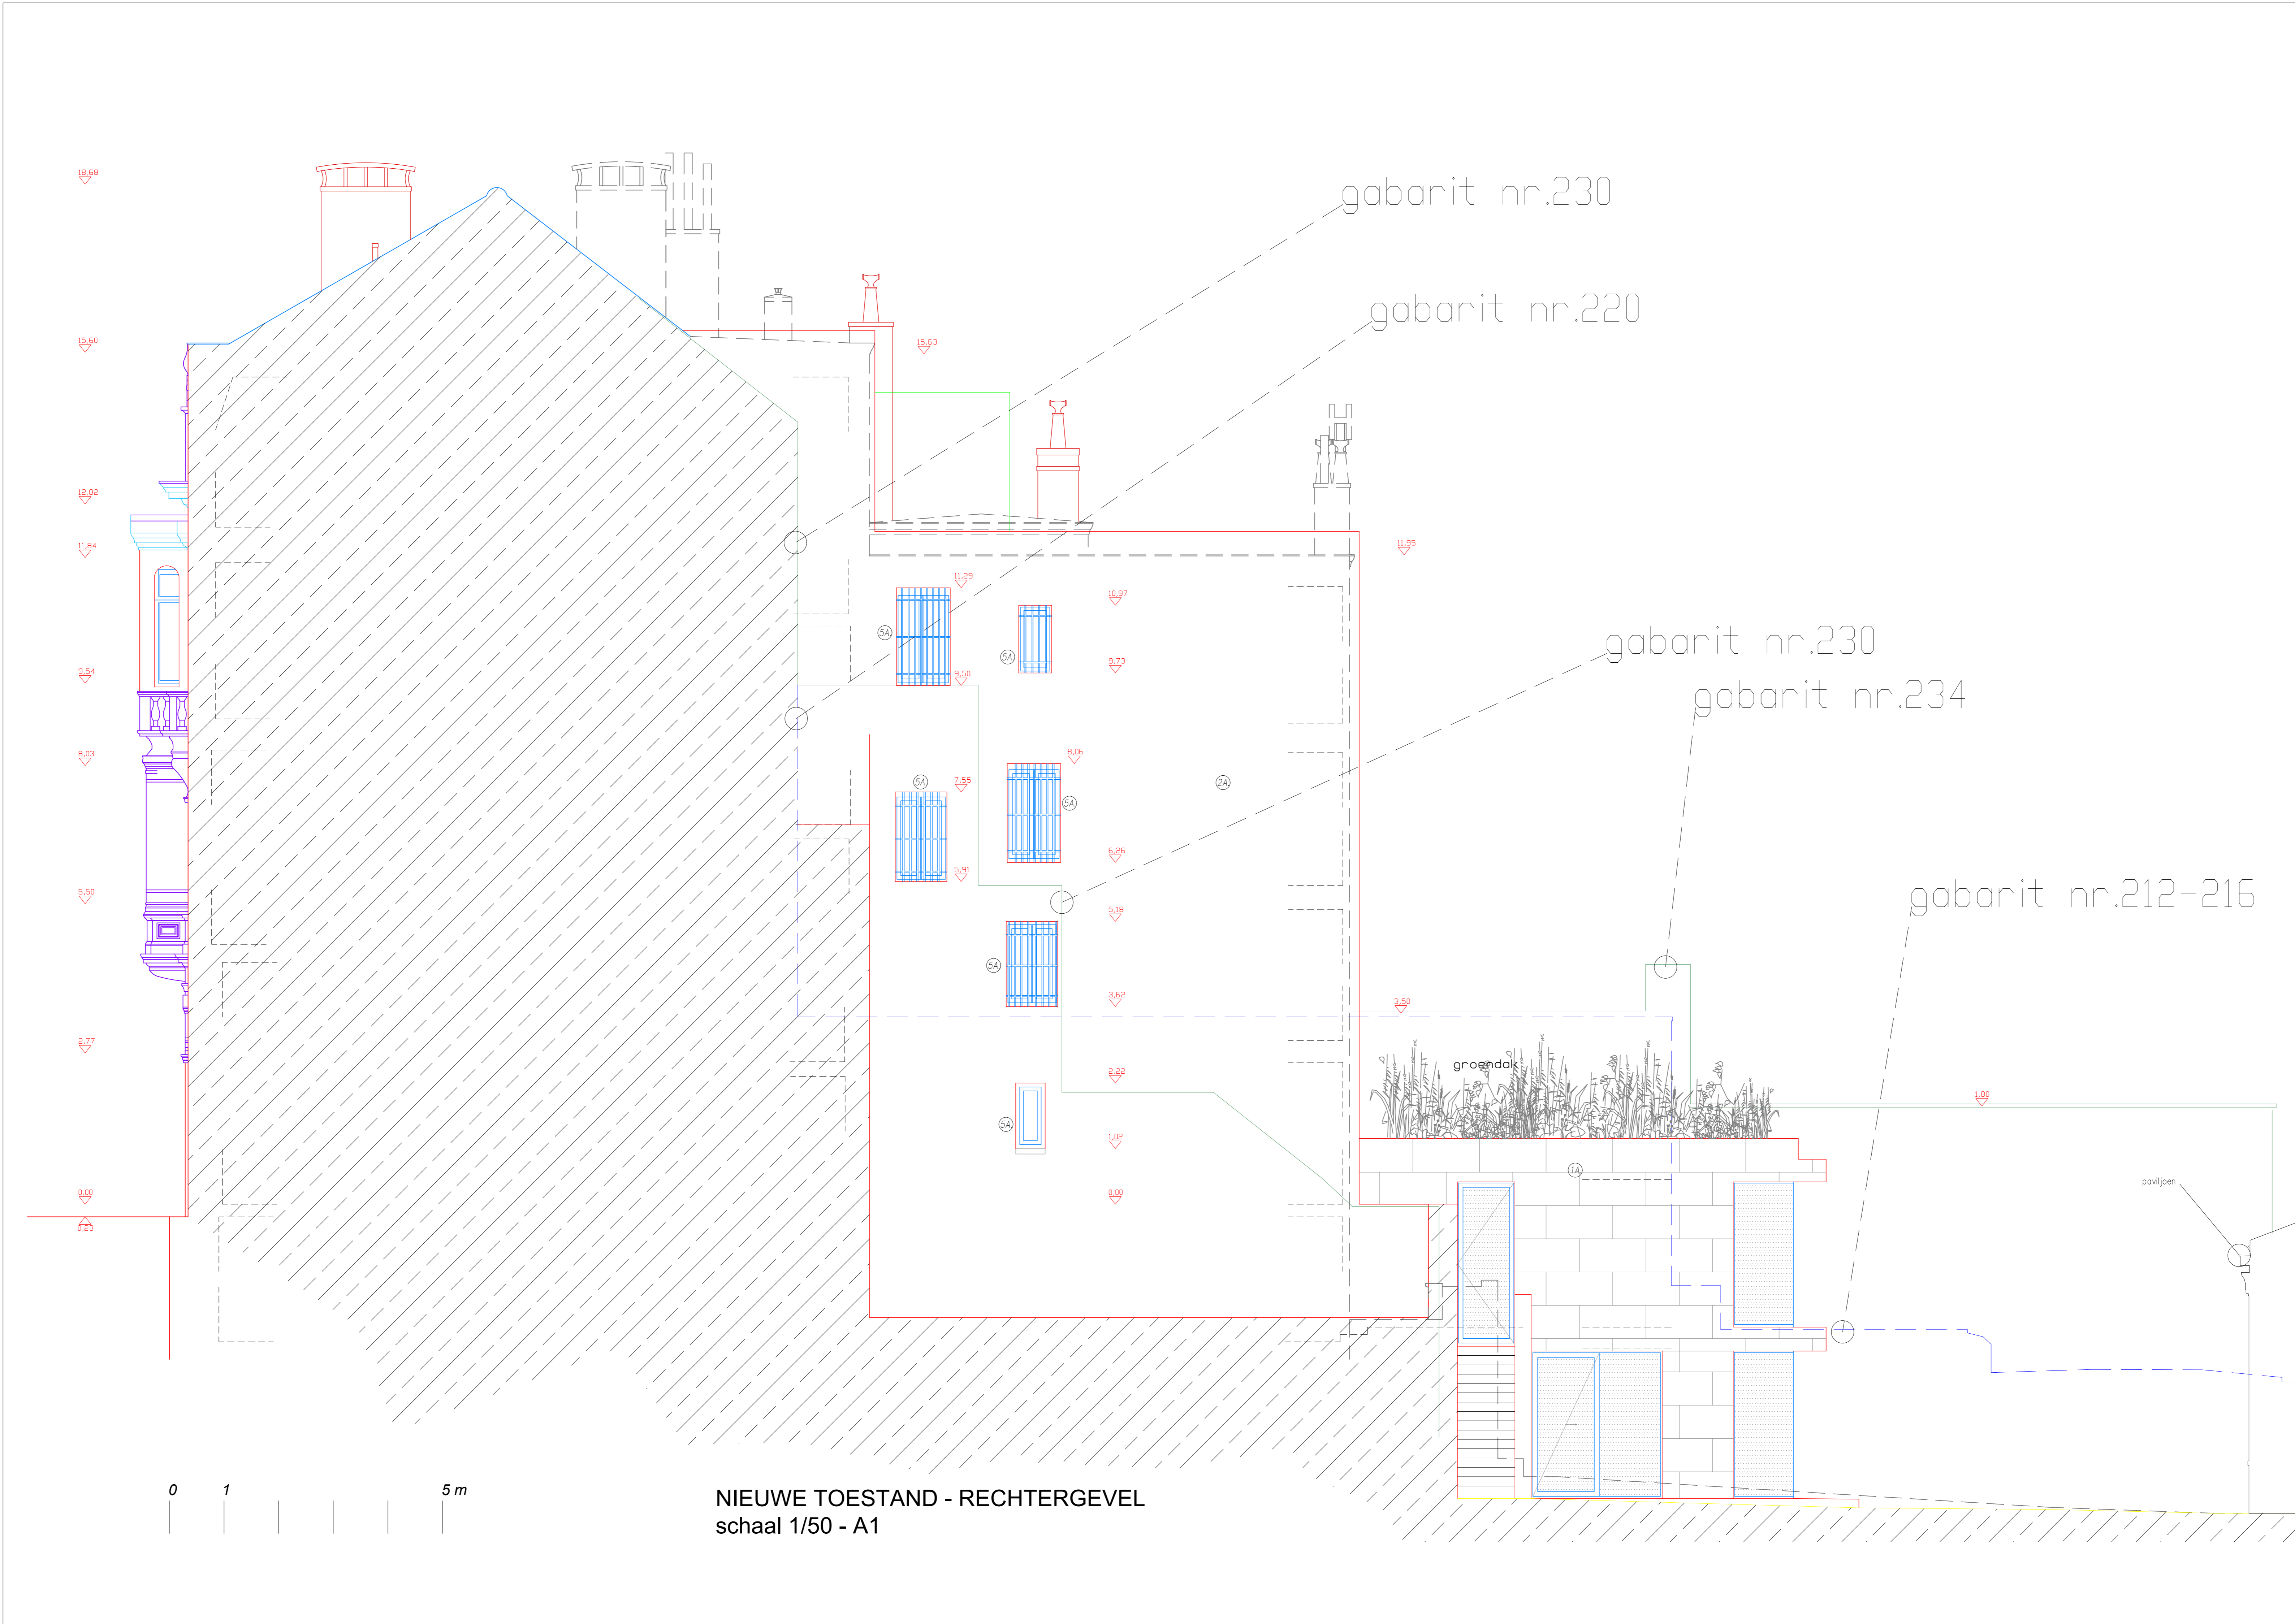 gabarit nr.230
18,68
gabarit nr.220
15,60
15,63
12,92
11,84
11,95
11,29
10,97
5A
5A
gabarit nr.230
9,54
9,50
9,73
gabarit nr.234
8,03
8,06
7,55
5A
2A
5A
6,26
5,91
5,50
gabarit nr.212-216
5,18
5A
3,62
3,50
2,77
groendak
2,22
1,80
5A
1,02
1A
paviljoen
0,00
0,00
-0,23
0 1 5 m
NIEUWE TOESTAND - RECHTERGEVEL
schaal 1/50 - A1